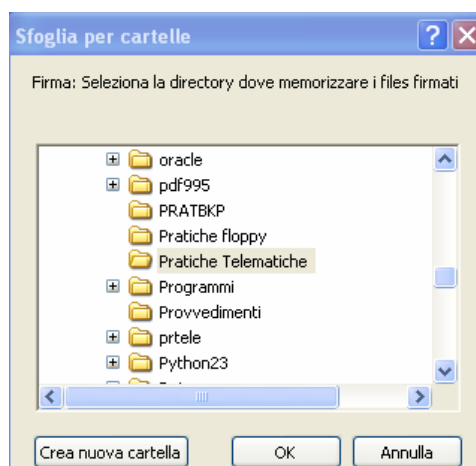 Sfoglia per cartelle
Firma: Seleziona la directory dove memorizzare i files firmati
oracle
pdf995
PRATBKP
Pratiche floppy
Pratiche Telematiche
Programmi
Provvedimenti
prtele
Python23
Crea nuova cartella
OK
Annulla